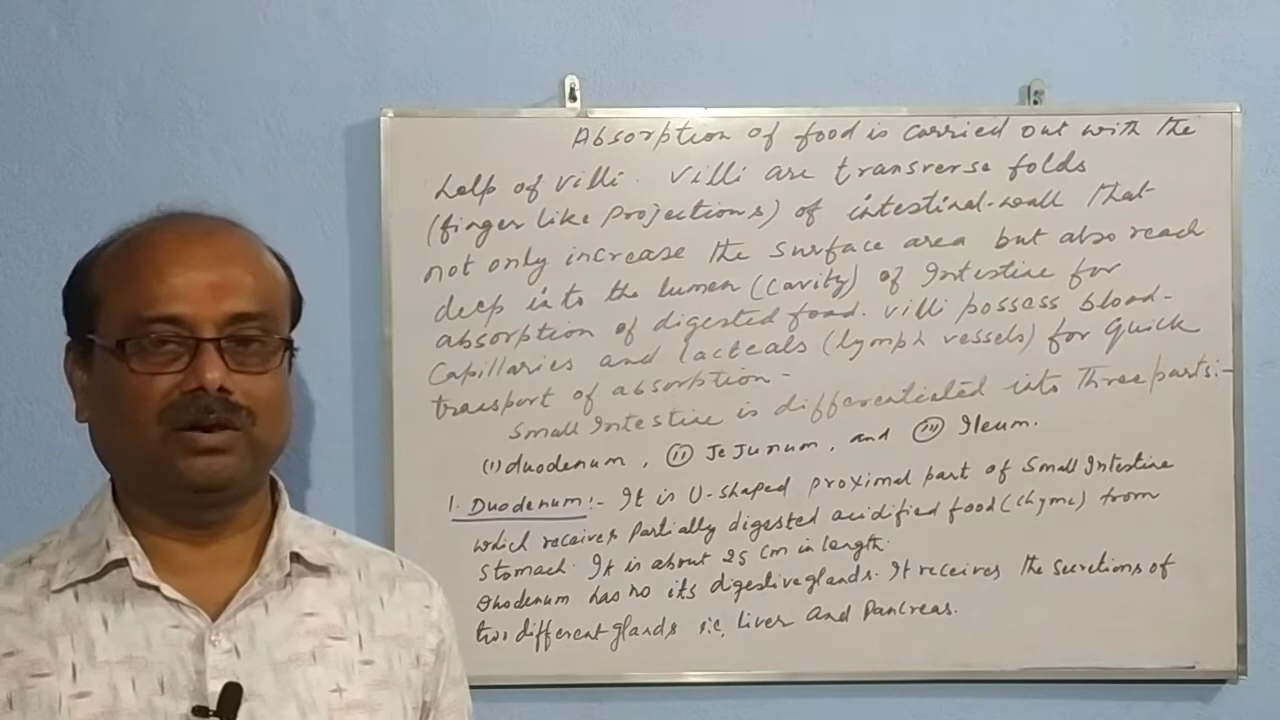 Absorption of food is carried out with the
help of villi. Villi are transverse folds
(finger like projections) of intestinal-wall that
not only increase the surface area but also reach
deep into the lumen (cavity) of Intestine for
absorption of digested food. Villi possess blood-
capillaries and lacteals (lymph vessels) for quick
transport of absorption-
Small Intestine is differentiated into Three parts:-
(i) duodenum, (ii) Jejunum, and (iii) Ileum.
1. Duodenum:- It is U-shaped proximal part of Small Intestine
which receives Partially digested acidified food (chyme) from
stomach. It is about 25 cm in length.
Duodenum has no its digestive glands. It receives the secretions of
two different glands i.e, Liver and Pancreas.